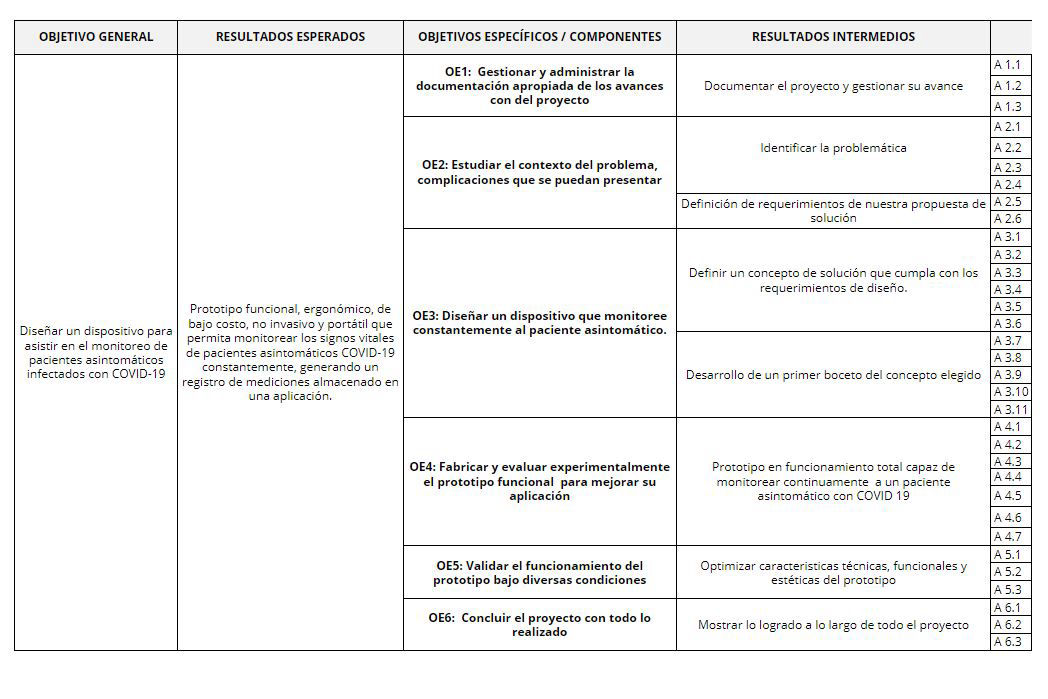 OBJETIVO GENERAL
RESULTADOS ESPERADOS
OBJETIVOS ESPECÍFICOS / COMPONENTES
RESULTADOS INTERMEDIOS
Diseñar un dispositivo para
asistir en el monitoreo de
pacientes asintomáticos
infectados con COVID-19
Prototipo funcional, ergonómico, de
bajo costo, no invasivo y portátil que
permita monitorear los signos vitales
de pacientes asintomáticos COVID-19
constantemente, generando un
registro de mediciones almacenado en
una aplicación.
OE1: Gestionar y administrar la
documentación apropiada de los avances
con del proyecto
Documentar el proyecto y gestionar su avance
A 1.1
A 1.2
A 1.3
OE2: Estudiar el contexto del problema,
complicaciones que se puedan presentar
Identificar la problemática
A 2.1
A 2.2
A 2.3
A 2.4
Definición de requerimientos de nuestra propuesta de
solución
A 2.5
A 2.6
OE3: Diseñar un dispositivo que monitoree
constantemente al paciente asintomático.
Definir un concepto de solución que cumpla con los
requerimientos de diseño.
A 3.1
A 3.2
A 3.3
A 3.4
A 3.5
A 3.6
Desarrollo de un primer boceto del concepto elegido
A 3.7
A 3.8
A 3.9
A 3.10
A 3.11
OE4: Fabricar y evaluar experimentalmente
el prototipo funcional para mejorar su
aplicación
Prototipo en funcionamiento total capaz de
monitorear continuamente a un paciente
asintomático con COVID 19
A 4.1
A 4.2
A 4.3
A 4.4
A 4.5
A 4.6
A 4.7
OE5: Validar el funcionamiento del
prototipo bajo diversas condiciones
Optimizar caracteristicas técnicas, funcionales y
estéticas del prototipo
A 5.1
A 5.2
A 5.3
OE6: Concluir el proyecto con todo lo
realizado
Mostrar lo logrado a lo largo de todo el proyecto
A 6.1
A 6.2
A 6.3